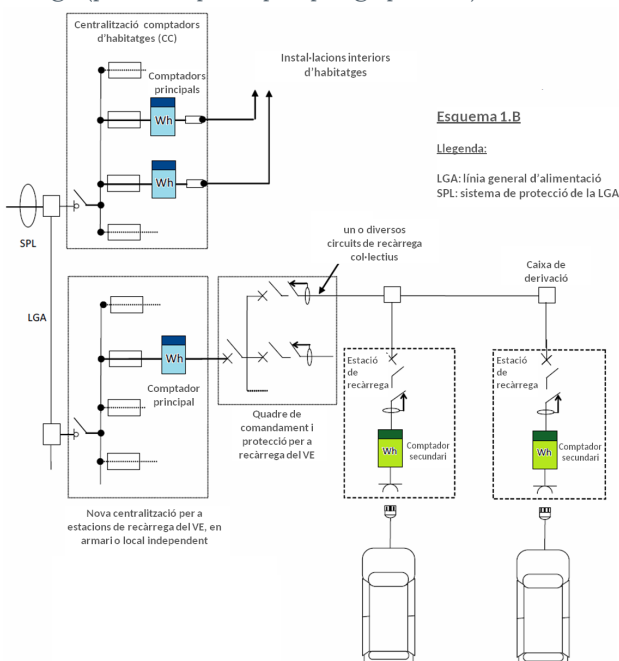 Centralització comptadors
d'habitatges (CC)
Comptadors
principals
Wh
Wh
Instal·lacions interiors
d'habitatges
Esquema 1.B
Llegenda:
LGA: línia general d'alimentació
SPL: sistema de protecció de la LGA
SPL
LGA
un o diversos
circuits de recàrrega
col·lectius
Caixa de
derivació
Wh
Comptador
principal
Quadre de
comandament i
protecció per a
recàrrega del VE
Estació
de
recàrrega
Wh
Comptador
secundari
Estació
de
recàrrega
Wh
Comptador
secundari
Nova centralització per a
estacions de recàrrega del VE, en
armari o local independent